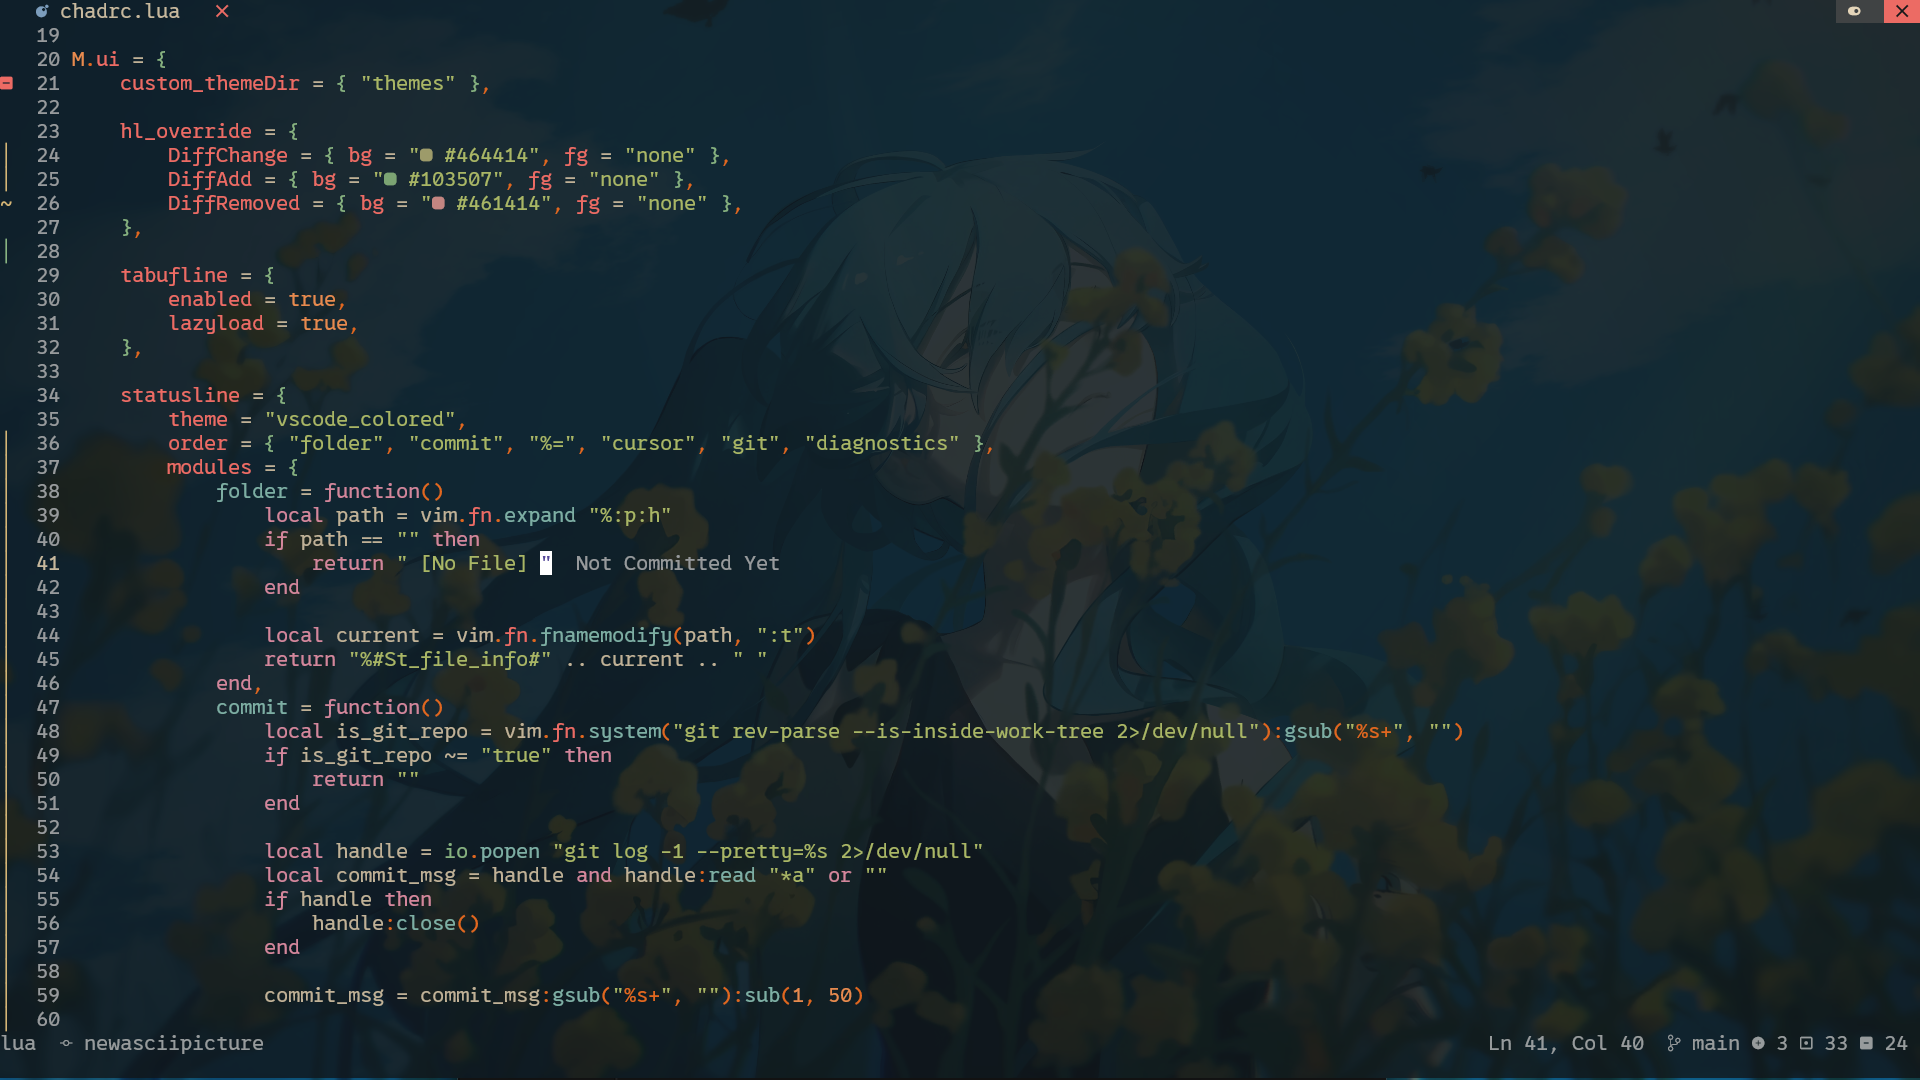 chadrc.lua
19
20 M.ui = {
21     custom_themeDir = { "themes" },
22
23     hl_override = {
24         DiffChange = { bg = "#464414", fg = "none" },
25         DiffAdd = { bg = "#103507", fg = "none" },
~ 26         DiffRemoved = { bg = "#461414", fg = "none" },
27     },
28
29     tabufline = {
30         enabled = true,
31         lazyload = true,
32     },
33
34     statusline = {
35         theme = "vscode_colored",
36         order = { "folder", "commit", "%=", "cursor", "git", "diagnostics" },
37         modules = {
38             folder = function()
39                 local path = vim.fn.expand "%:p:h"
40                 if path == "" then
41                     return " [No File] "  Not Committed Yet
42                 end
43
44                 local current = vim.fn.fnamemodify(path, ":t")
45                 return "%#St_file_info#" .. current .. " "
46             end,
47             commit = function()
48                 local is_git_repo = vim.fn.system("git rev-parse --is-inside-work-tree 2>/dev/null"):gsub("%s+", "")
49                 if is_git_repo ~= "true" then
50                     return ""
51                 end
52
53                 local handle = io.popen "git log -1 --pretty=%s 2>/dev/null"
54                 local commit_msg = handle and handle:read "*a" or ""
55                 if handle then
56                     handle:close()
57                 end
58
59                 commit_msg = commit_msg:gsub("%s+", ""):sub(1, 50)
60
lua newasciipicture Ln 41, Col 40 main 3 33 24